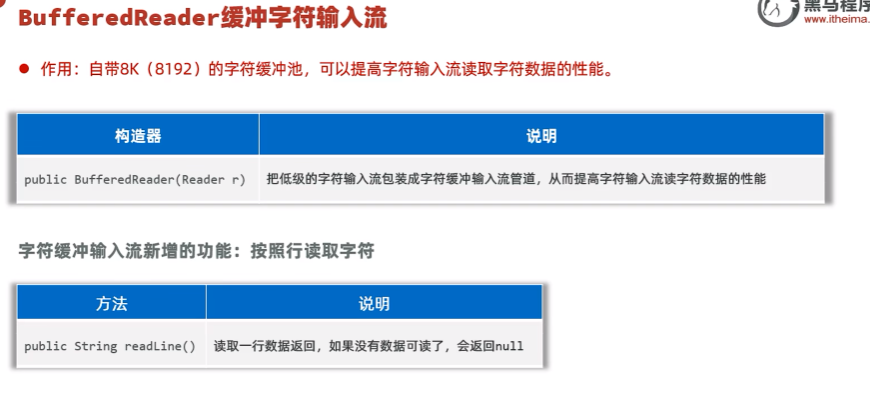 BufferedReader缓冲字符输入流
黑马程序
www.itheima.
作用：自带8K（8192）的字符缓冲池，可以提高字符输入流读取字符数据的性能。
构造器 说明
public BufferedReader(Reader r) 把低级的字符输入流包装成字符缓冲输入流管道，从而提高字符输入流读字符数据的性能
字符缓冲输入流新增的功能：按照行读取字符
方法 说明
public String readLine() 读取一行数据返回，如果没有数据可读了，会返回null